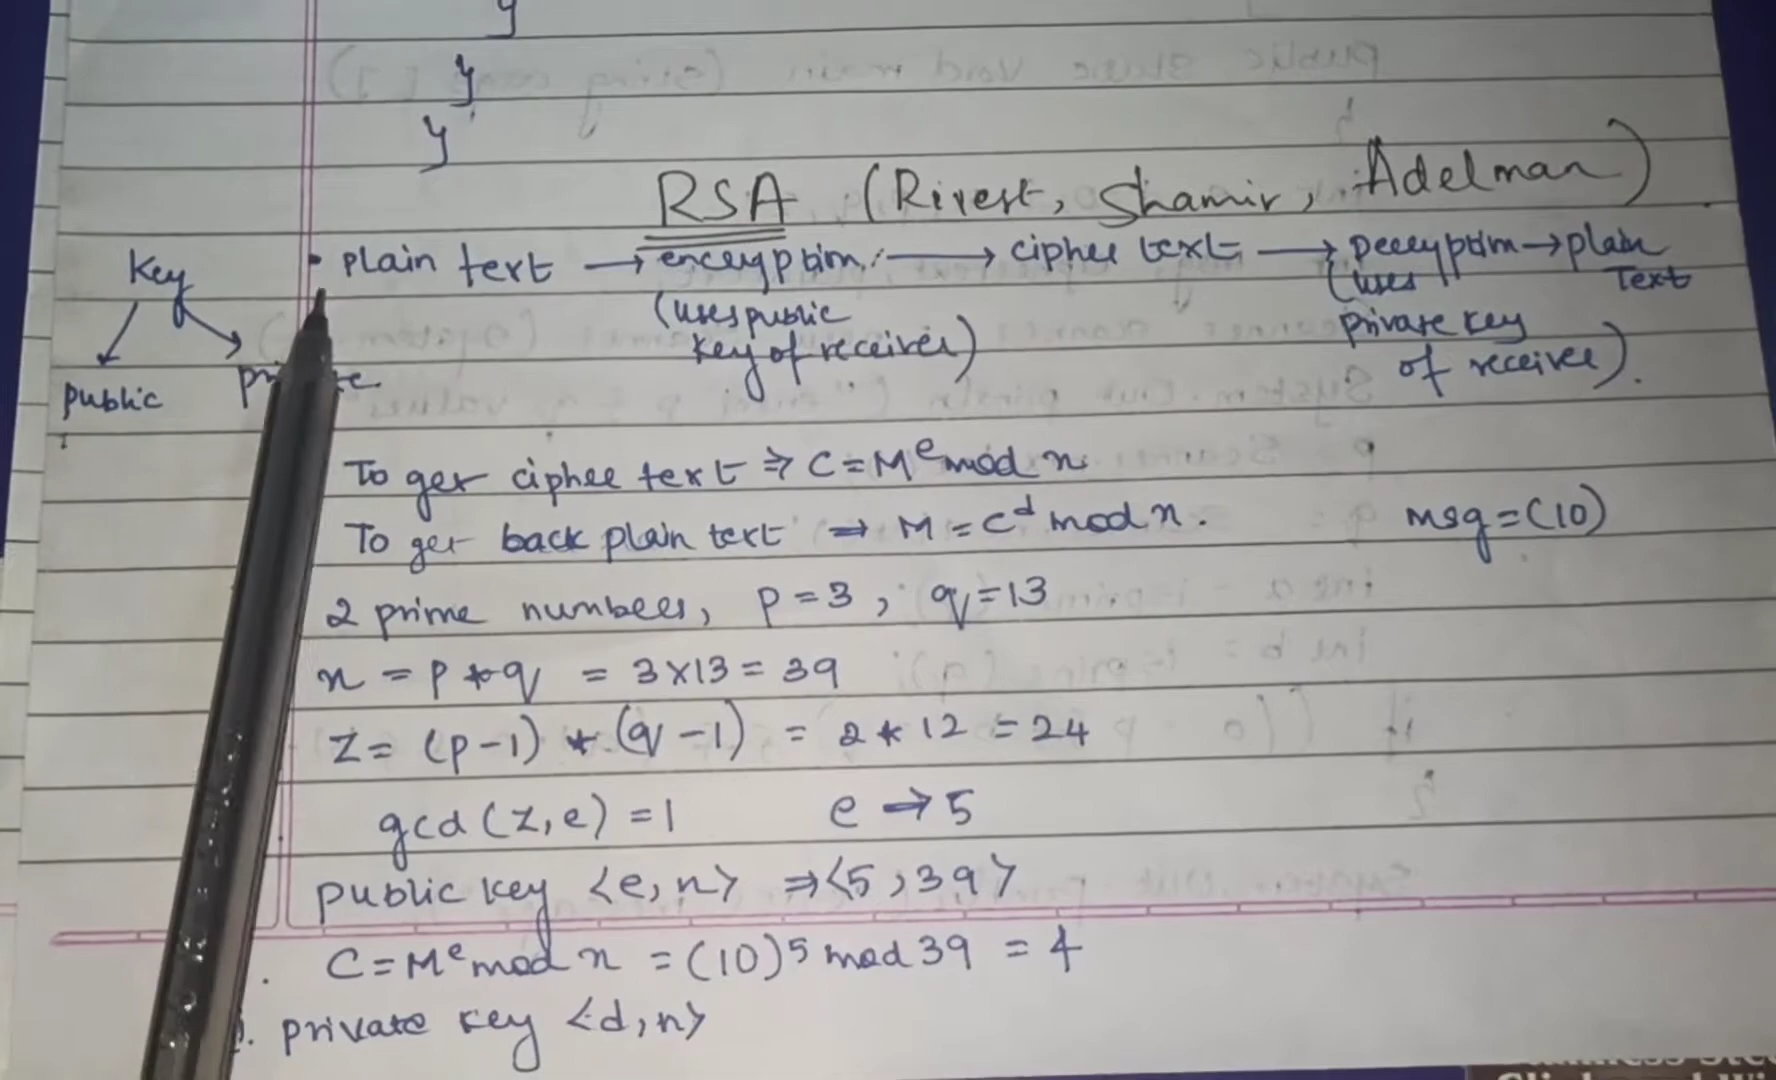 y
y
y
RSA (Rivest, Shamir, Adelman)
Key
public
• plain text → encryption → cipher text → Decryption → plain Text
(uses public key of receiver)
(uses private key of receiver).
To get cipher text ⇒ C = M^e mod n
To get back plain text ⇒ M = C^d mod n.
msg = (10)
2 prime numbers, p = 3, q = 13
n = p * q = 3 × 13 = 39
Z = (p-1) * (q-1) = 2 * 12 = 24
gcd (z, e) = 1 e → 5
public key <e, n> ⇒ <5, 39>
C = M^e mod n = (10)^5 mod 39 = 4
private key <d, n>